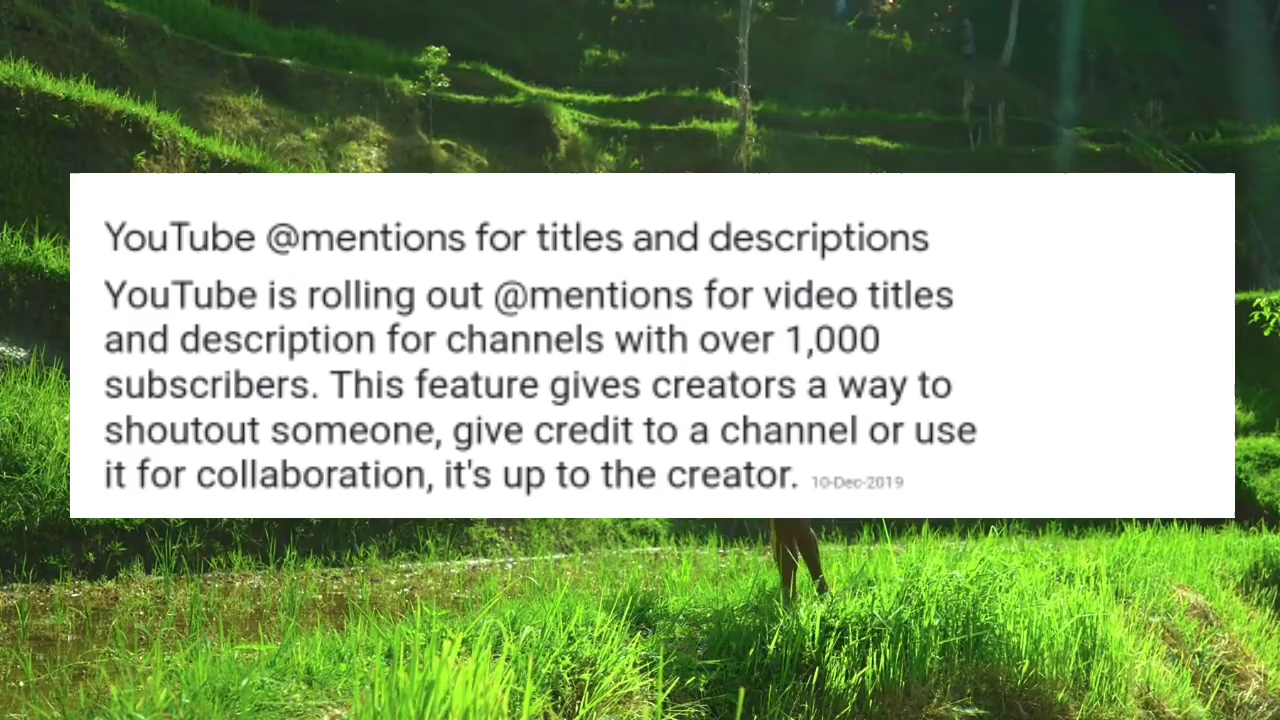 YouTube @mentions for titles and descriptions
YouTube is rolling out @mentions for video titles
and description for channels with over 1,000
subscribers. This feature gives creators a way to
shoutout someone, give credit to a channel or use
it for collaboration, it's up to the creator. 10-Dec-2019